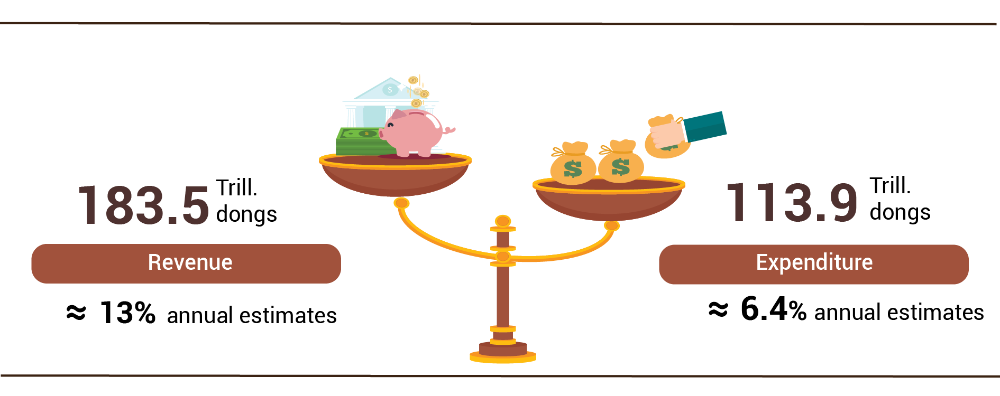 183.5 Trill. dongs
Revenue
≈ 13% annual estimates
$
$
$
$
113.9 Trill. dongs
Expenditure
≈ 6.4% annual estimates